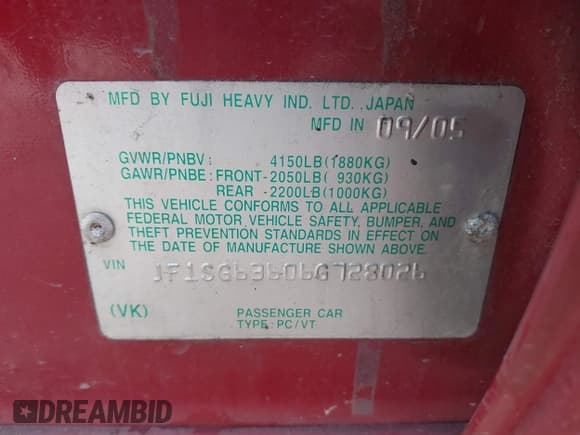 MFD BY FUJI HEAVY IND. LTD. JAPAN
MFD IN 09/05
GVWR/PNBV: 4150LB(1880KG)
GAWR/PNBE: FRONT-2050LB( 930KG)
REAR -2200LB(1000KG)
THIS VEHICLE CONFORMS TO ALL APPLICABLE
FEDERAL MOTOR VEHICLE SAFETY, BUMPER, AND
THEFT PREVENTION STANDARDS IN EFFECT ON
THE DATE OF MANUFACTURE SHOWN ABOVE.
VIN JF1SG63606G728026
(VK) PASSENGER CAR
TYPE: PC/VT
DREAMBID